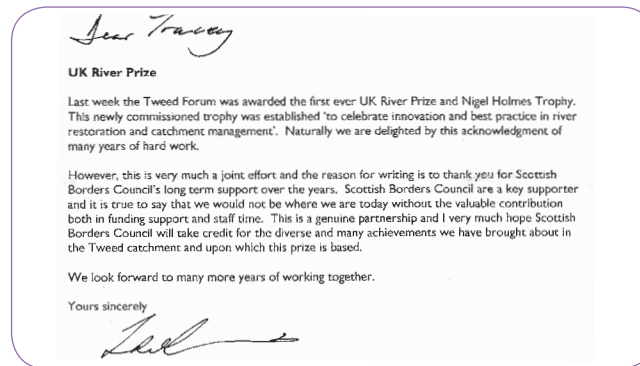 Dear Tracey
UK River Prize
Last week the Tweed Forum was awarded the first ever UK River Prize and Nigel Holmes Trophy.
This newly commissioned trophy was established 'to celebrate innovation and best practice in river
restoration and catchment management'. Naturally we are delighted by this acknowledgment of
many years of hard work.
However, this is very much a joint effort and the reason for writing is to thank you for Scottish
Borders Council's long term support over the years. Scottish Borders Council are a key supporter
and it is true to say that we would not be where we are today without the valuable contribution
both in funding support and staff time. This is a genuine partnership and I very much hope Scottish
Borders Council will take credit for the diverse and many achievements we have brought about in
the Tweed catchment and upon which this prize is based.
We look forward to many more years of working together.
Yours sincerely